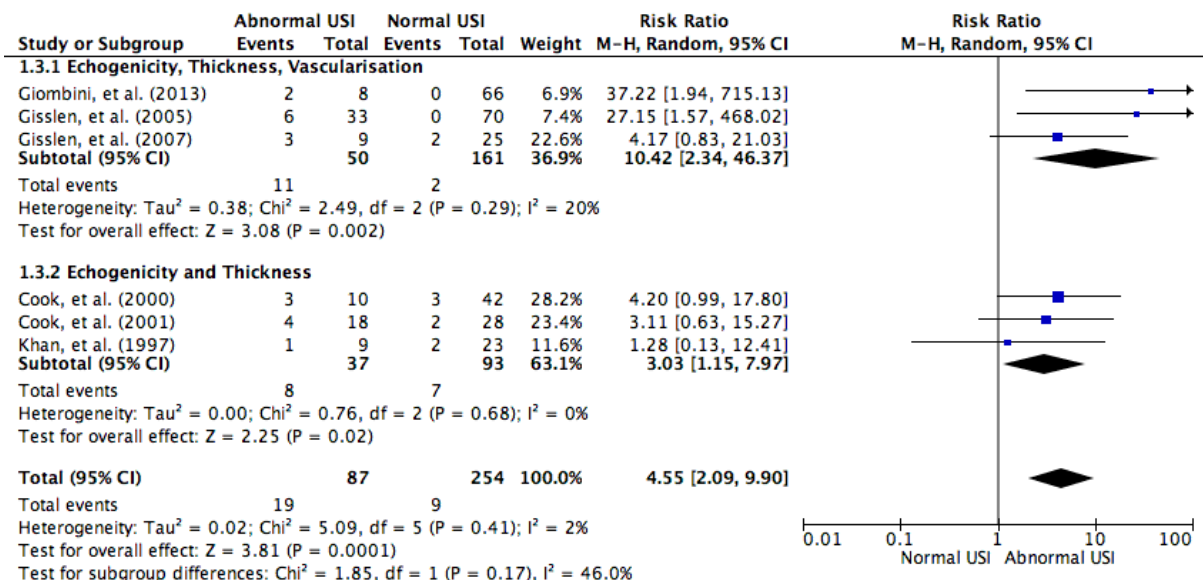 Abnormal USI Normal USI Risk Ratio Risk Ratio
Study or Subgroup Events Total Events Total Weight M-H, Random, 95% CI M-H, Random, 95% CI
1.3.1 Echogenicity, Thickness, Vascularisation
Giombini, et al. (2013) 2 8 0 66 6.9% 37.22 [1.94, 715.13]
Gisslen, et al. (2005) 6 33 0 70 7.4% 27.15 [1.57, 468.02]
Gisslen, et al. (2007) 3 9 2 25 22.6% 4.17 [0.83, 21.03]
Subtotal (95% CI) 50 161 36.9% 10.42 [2.34, 46.37]
Total events 11 2
Heterogeneity: Tau² = 0.38; Chi² = 2.49, df = 2 (P = 0.29); I² = 20%
Test for overall effect: Z = 3.08 (P = 0.002)
1.3.2 Echogenicity and Thickness
Cook, et al. (2000) 3 10 3 42 28.2% 4.20 [0.99, 17.80]
Cook, et al. (2001) 4 18 2 28 23.4% 3.11 [0.63, 15.27]
Khan, et al. (1997) 1 9 2 23 11.6% 1.28 [0.13, 12.41]
Subtotal (95% CI) 37 93 63.1% 3.03 [1.15, 7.97]
Total events 8 7
Heterogeneity: Tau² = 0.00; Chi² = 0.76, df = 2 (P = 0.68); I² = 0%
Test for overall effect: Z = 2.25 (P = 0.02)
Total (95% CI) 87 254 100.0% 4.55 [2.09, 9.90]
Total events 19 9
Heterogeneity: Tau² = 0.02; Chi² = 5.09, df = 5 (P = 0.41); I² = 2%
Test for overall effect: Z = 3.81 (P = 0.0001)
Test for subgroup differences: Chi² = 1.85, df = 1 (P = 0.17), I² = 46.0%
0.01 0.1 1 10 100
Normal USI Abnormal USI